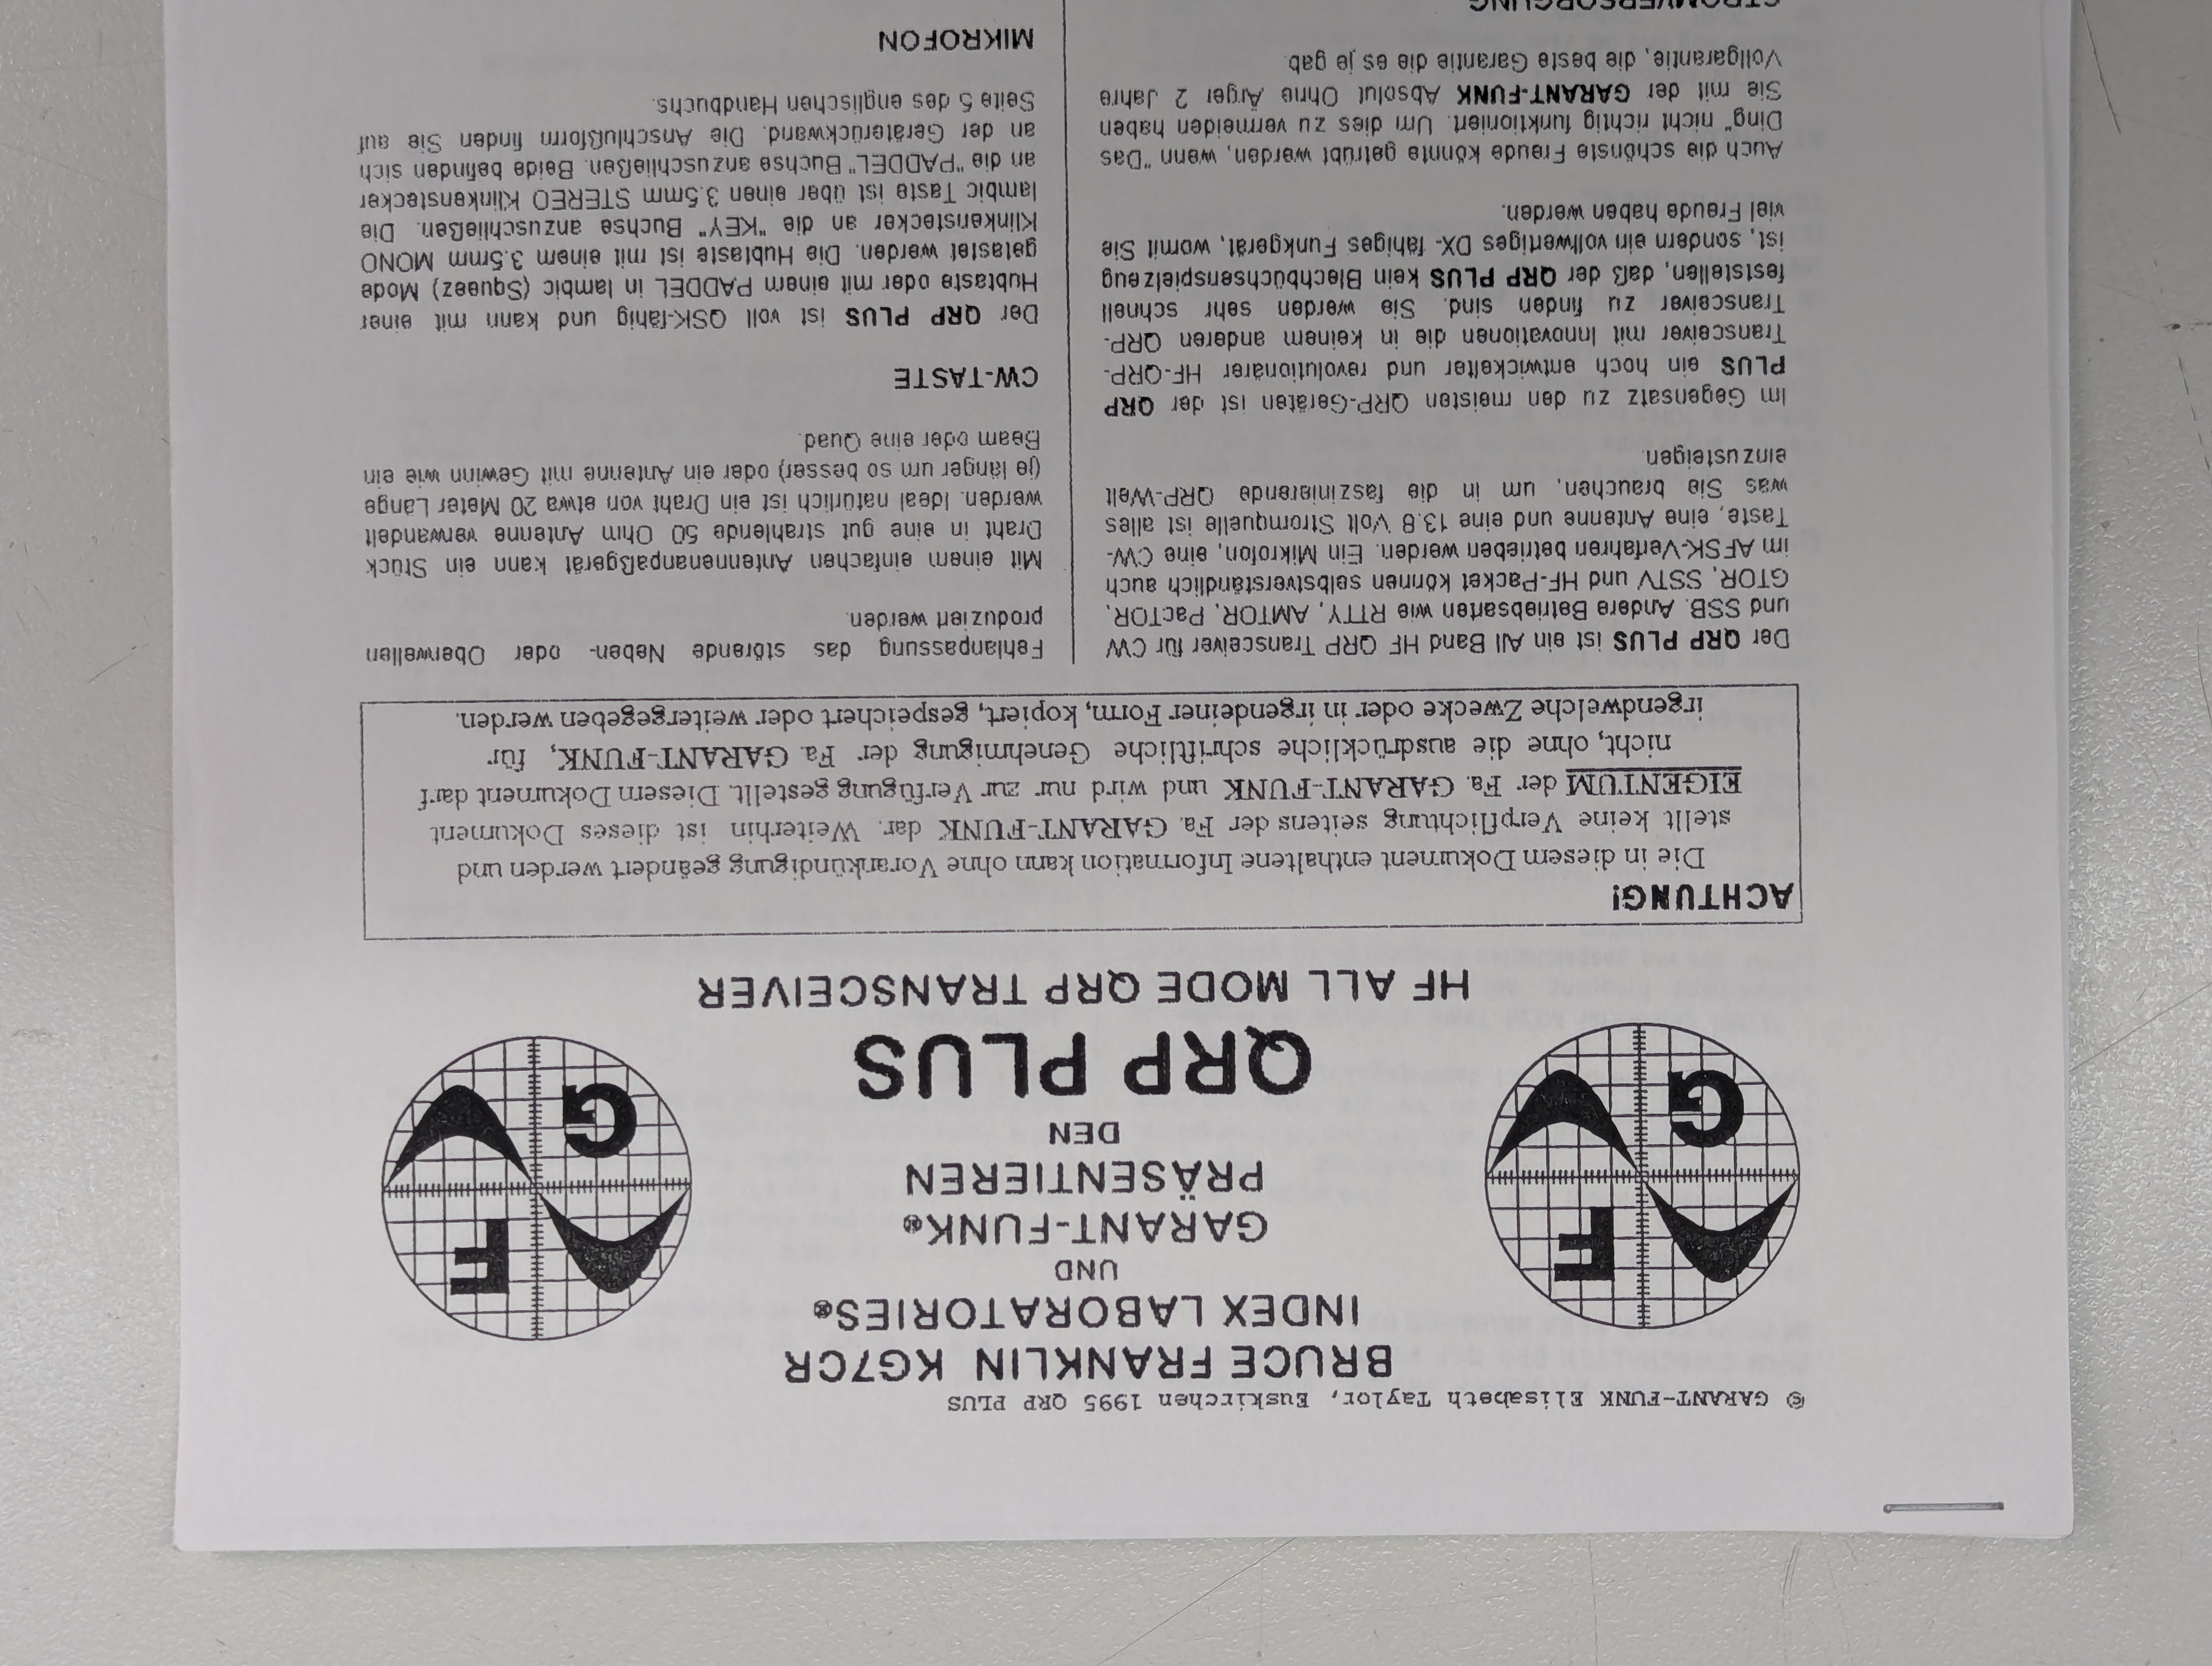 © GARANT-FUNK Elisabeth Taylor, Euskirchen 1995 QRP PLUS
BRUCE FRANKLIN KG7CR
INDEX LABORATORIES®
UND
GARANT-FUNK®
PRÄSENTIEREN
DEN
QRP PLUS
HF ALL MODE QRP TRANSCEIVER
G F
G F
ACHTUNG!
Die in diesem Dokument enthaltene Information kann ohne Vorankündigung geändert werden und
stellt keine Verpflichtung seitens der Fa. GARANT-FUNK dar. Weiterhin ist dieses Dokument
EIGENTUM der Fa. GARANT-FUNK und wird nur zur Verfügung gestellt. Diesem Dokument darf
nicht, ohne die ausdrückliche schriftliche Genehmigung der Fa. GARANT-FUNK, für
irgendwelche Zwecke oder in irgendeiner Form, kopiert, gespeichert oder weitergegeben werden.
Der QRP PLUS ist ein All Band HF QRP Transceiver für CW
und SSB. Andere Betriebsarten wie RTTY, AMTOR, PacTOR,
GTOR, SSTV und HF-Packet können selbstverständlich auch
im AFSK-Verfahren betrieben werden. Ein Mikrofon, eine CW-
Taste, eine Antenne und eine 13.8 Volt Stromquelle ist alles
was Sie brauchen, um in die faszinierende QRP-Welt
einzusteigen.
Im Gegensatz zu den meisten QRP-Geräten ist der QRP
PLUS ein hoch entwickelter und revolutionärer HF-QRP-
Transceiver mit Innovationen die in keinem anderen QRP-
Transceiver zu finden sind. Sie werden sehr schnell
feststellen, daß der QRP PLUS kein Blechbüchsenspielzeug
ist, sondern ein vollwertiges DX- fähiges Funkgerät, womit Sie
viel Freude haben werden.
Auch die schönste Freude könnte getrübt werden, wenn "Das
Ding" nicht richtig funktioniert. Um dies zu vermeiden haben
Sie mit der GARANT-FUNK Absolut Ohne Ärger 2 Jahre
Vollgarantie, die beste Garantie die es je gab.
STROMVERSORGUNG
Fehlanpassung das störende Neben- oder Oberwellen
produziert werden.
Mit einem einfachen Antennenanpaßgerät kann ein Stück
Draht in eine gut strahlende 50 Ohm Antenne verwandelt
werden. Ideal natürlich ist ein Draht von etwa 20 Meter Länge
(je länger um so besser) oder ein Antenne mit Gewinn wie ein
Beam oder eine Quad.
CW-TASTE
Der QRP PLUS ist voll QSK-fähig und kann mit einer
Hubtaste oder mit einem PADDEL in Iambic (Squeez) Mode
getastet werden. Die Hubtaste ist mit einem 3.5mm MONO
Klinkenstecker an die "KEY" Buchse anzuschließen. Die
Iambic Taste ist über einen 3.5mm STEREO Klinkenstecker
an die "PADDEL" Buchse anzuschließen. Beide befinden sich
an der Geräterückwand. Die Anschlußform finden Sie auf
Seite 5 des englischen Handbuchs.
MIKROFON